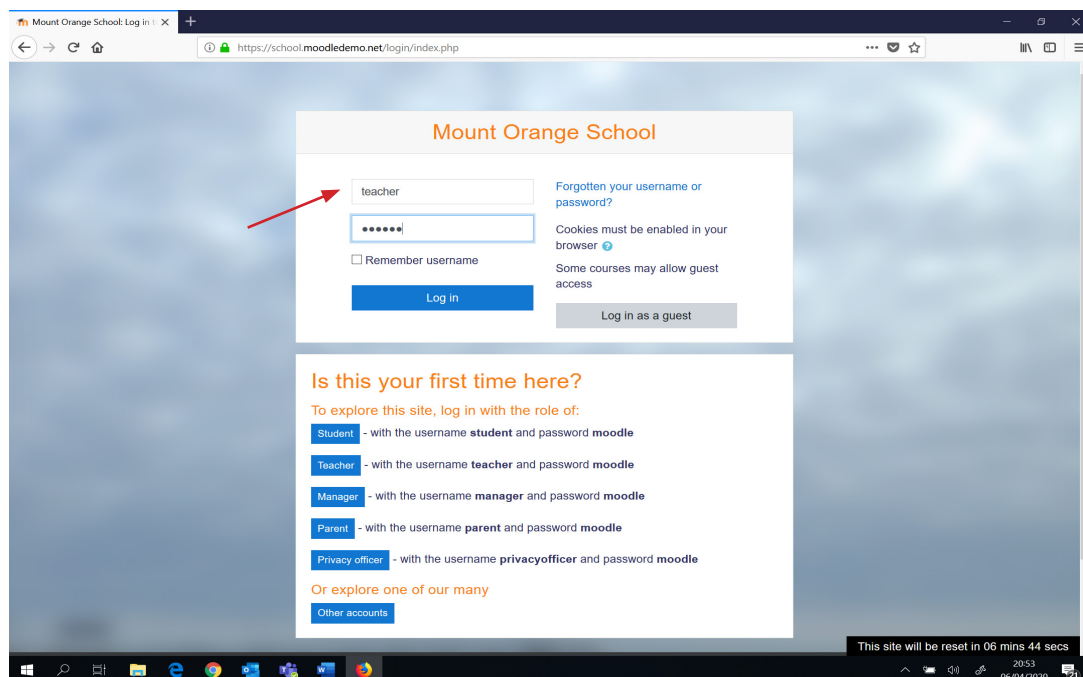 Mount Orange School: Log in t
https://school.moodledemo.net/login/index.php
Mount Orange School
teacher
Forgotten your username or
password?
••••••
Cookies must be enabled in your
browser
Remember username
Some courses may allow guest
access
Log in
Log in as a guest
Is this your first time here?
To explore this site, log in with the role of:
Student - with the username student and password moodle
Teacher - with the username teacher and password moodle
Manager - with the username manager and password moodle
Parent - with the username parent and password moodle
Privacy officer - with the username privacyofficer and password moodle
Or explore one of our many
Other accounts
This site will be reset in 06 mins 44 secs
20:53
06/04/2020
21